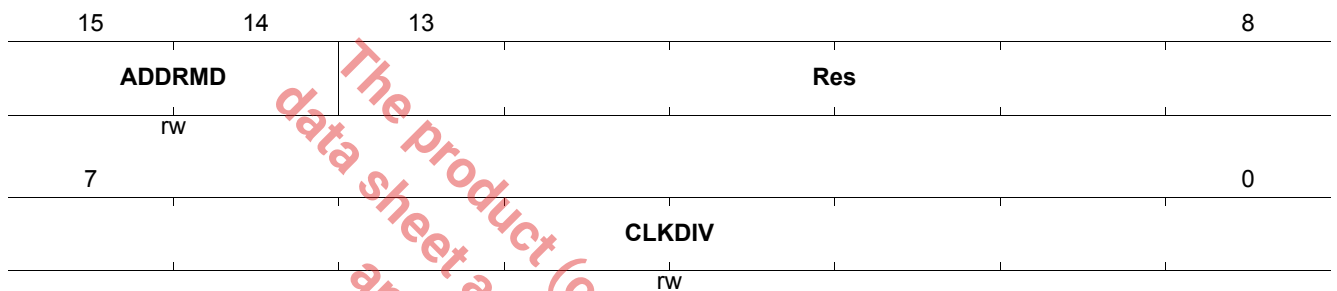 15 14 13 8
ADDRMD Res
rw
7 0
CLKDIV
rw
The product (
data sheet a